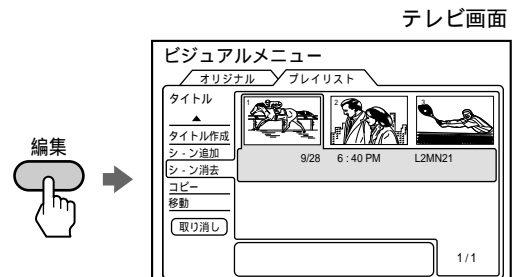 テレビ画面
ビジュアルメニュー
オリジナル プレイリスト
タイトル
▲
タイトル作成
シ-ン追加
シ-ン消去
コピー
移動
取り消し
1 2 3
9/28 6:40 PM L2MN21
1/1
編集